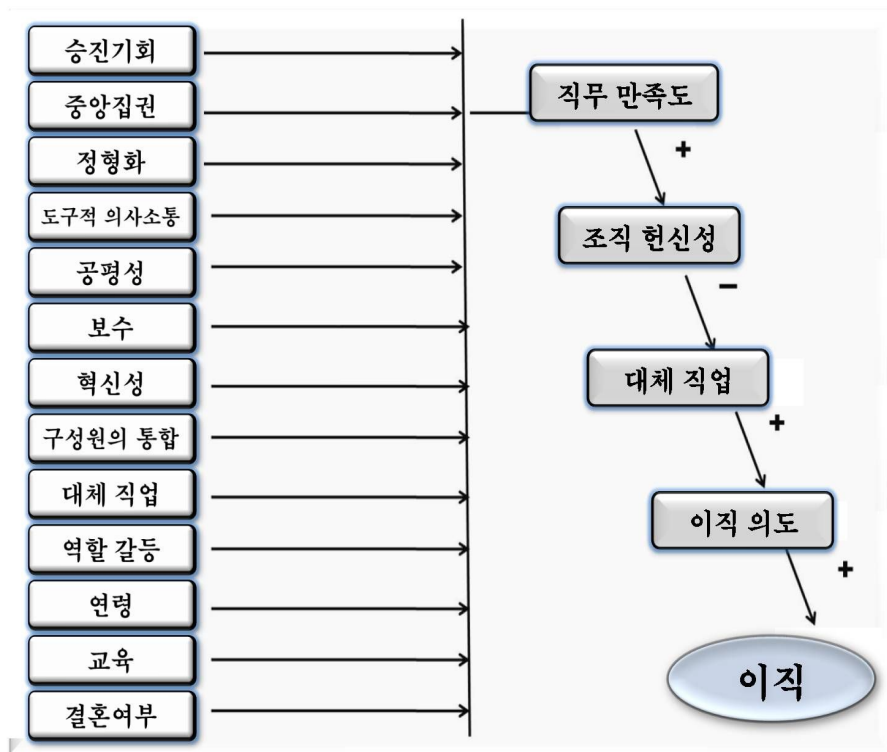 승진기회
중앙집권
정형화
도구적 의사소통
공평성
보수
혁신성
구성원의 통합
대체 직업
역할 갈등
연령
교육
결혼여부
직무 만족도
+
조직 헌신성
−
대체 직업
+
이직 의도
+
이직